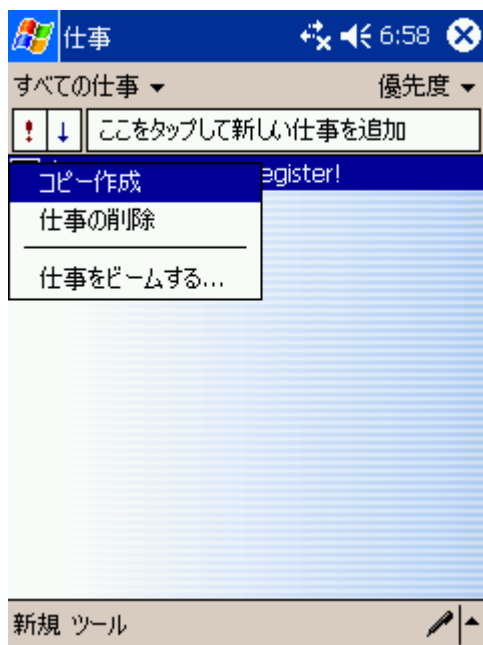 仕事 6:58
すべての仕事 優先度
! ↓ ここをタップして新しい仕事を追加
egister!
コピー作成
仕事の削除
仕事をビームする...
新規 ツール